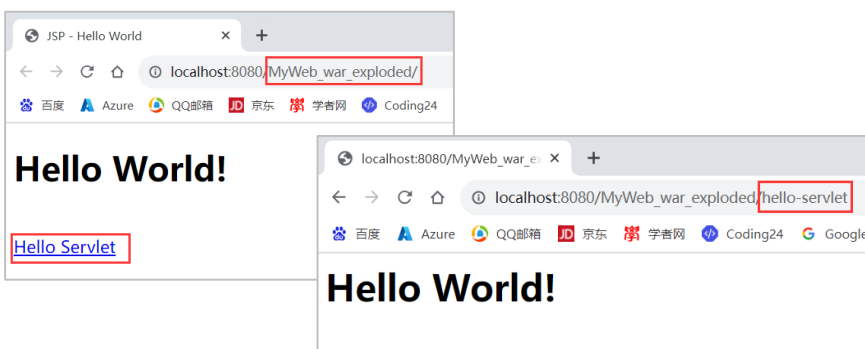 JSP - Hello World
localhost:8080/MyWeb_war_exploded/
百度 Azure QQ邮箱 JD 京东 学者网 Coding24
Hello World!
Hello Servlet
localhost:8080/MyWeb_war_ex
localhost:8080/MyWeb_war_exploded/hello-servlet
百度 Azure QQ邮箱 JD 京东 学者网 Coding24 G Google
Hello World!